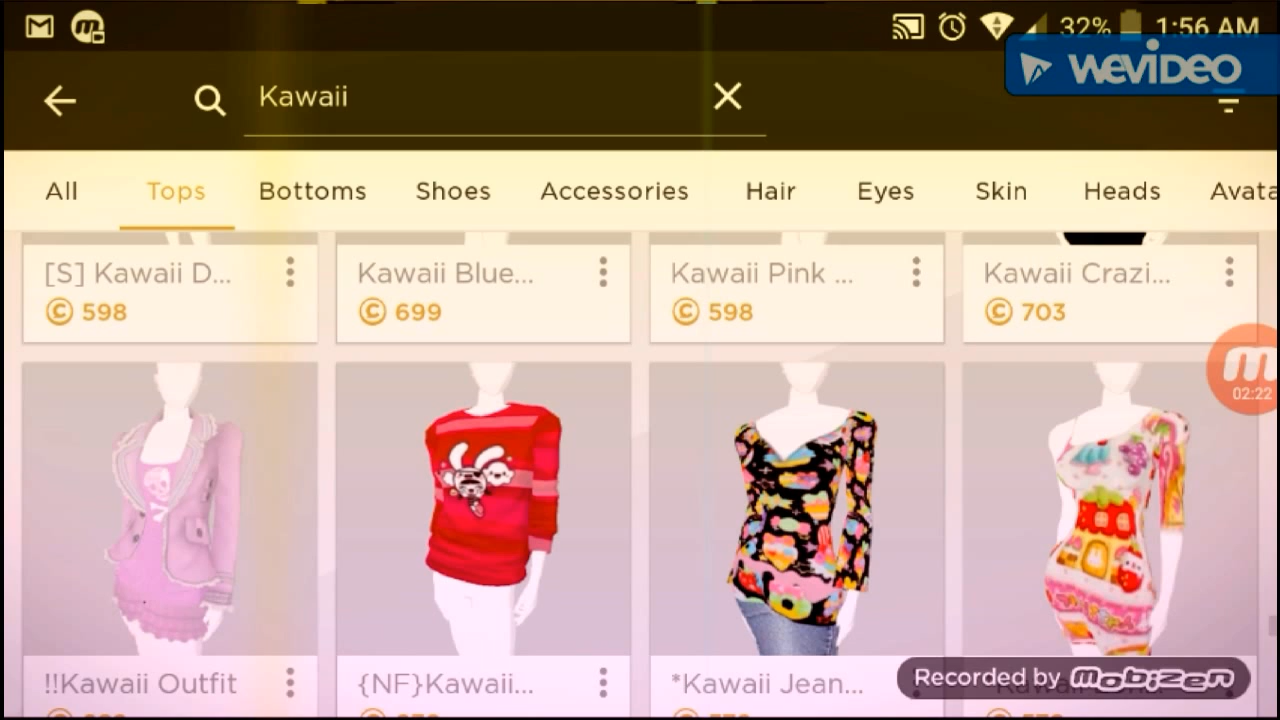 32% 1:56 AM
WEVIDEO
Kawaii
All Tops Bottoms Shoes Accessories Hair Eyes Skin Heads Avata
[S] Kawaii D... Kawaii Blue... Kawaii Pink ... Kawaii Crazi...
© 598 © 699 © 598 © 703
02:22
!!Kawaii Outfit {NF}Kawaii... *Kawaii Jean...
Recorded by mobizen